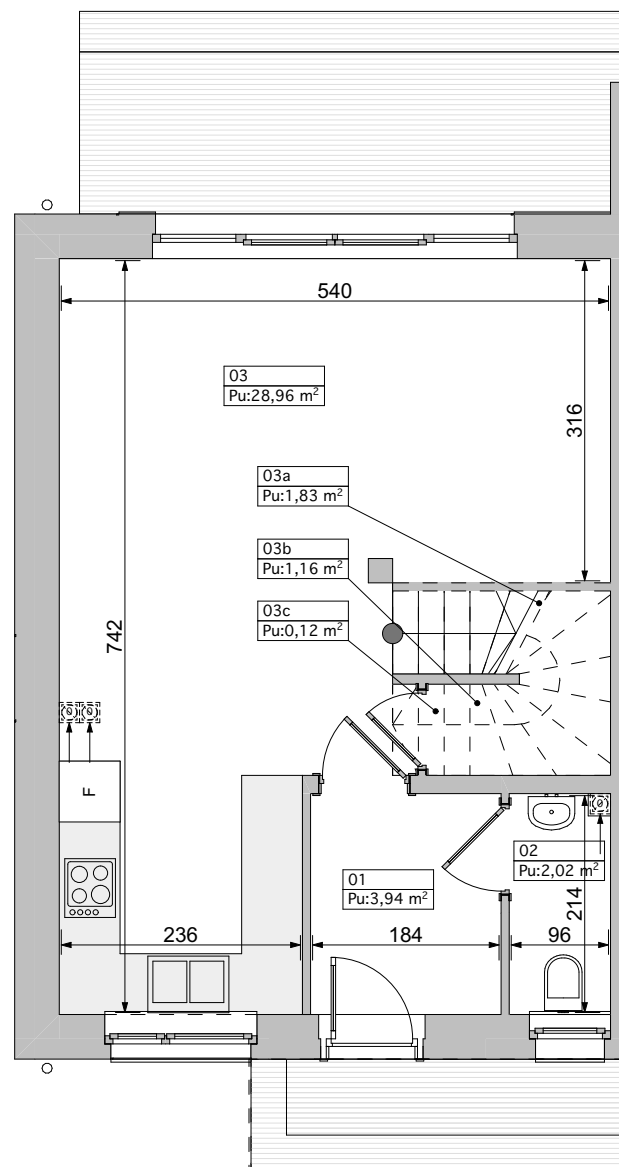 540
03
Pu:28,96 m²
316
03a
Pu:1,83 m²
03b
Pu:1,16 m²
03c
Pu:0,12 m²
742
F
02
Pu:2,02 m²
01
Pu:3,94 m²
214
236
184
96